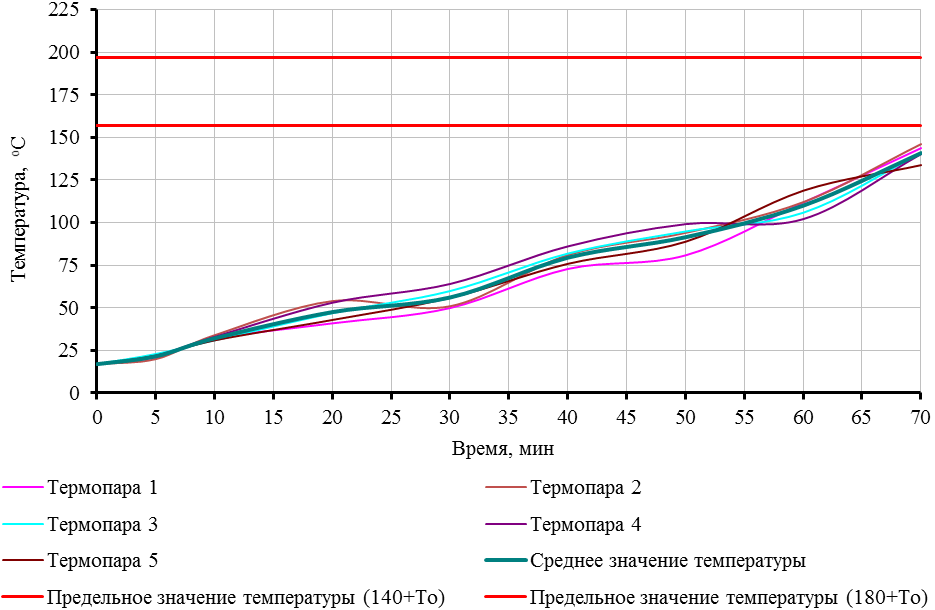 225
200
175
150
125
100
75
50
25
0
Температура, °С
0 5 10 15 20 25 30 35 40 45 50 55 60 65 70
Время, мин
Термопара 1
Термопара 2
Термопара 3
Термопара 4
Термопара 5
Среднее значение температуры
Предельное значение температуры (140+То)
Предельное значение температуры (180+То)